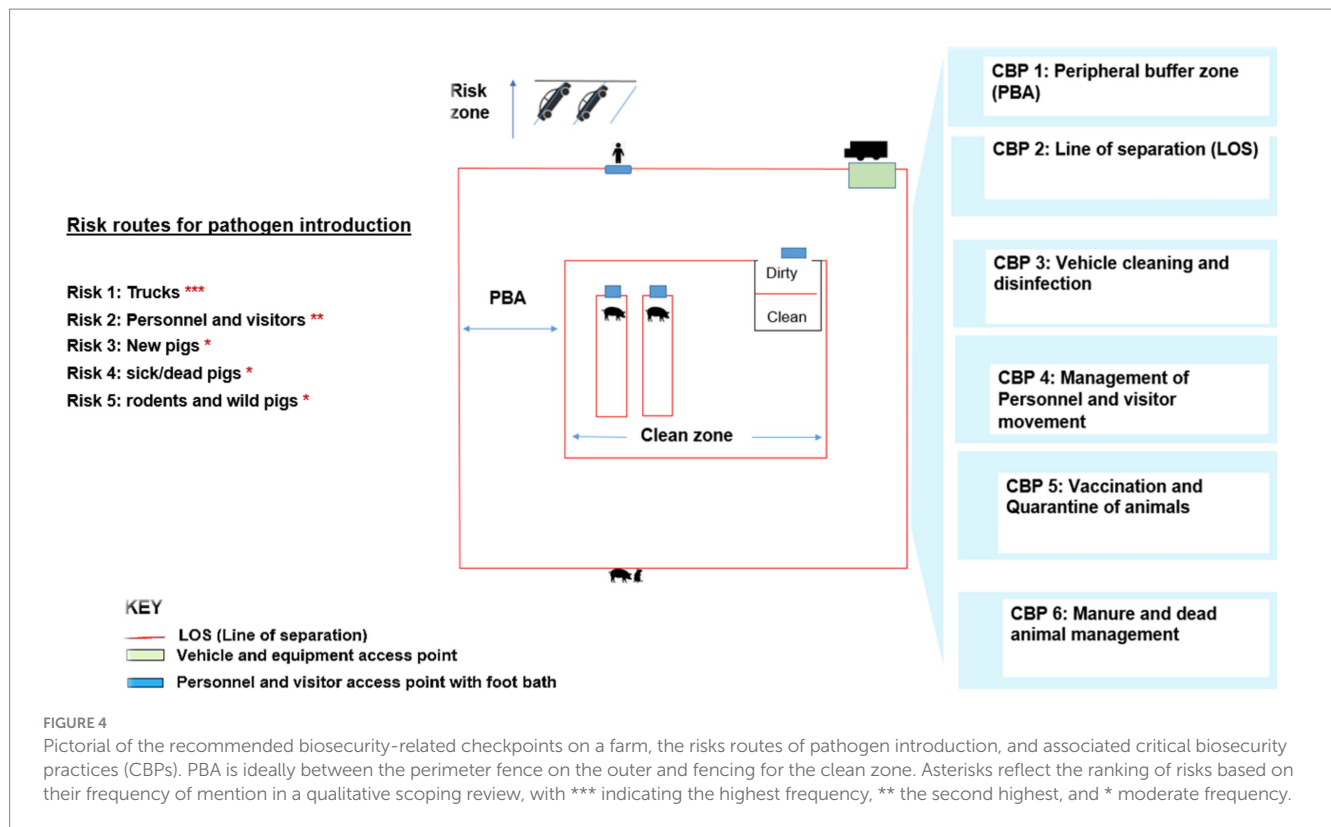 Risk
zone
Risk routes for pathogen introduction
Risk 1: Trucks ***
Risk 2: Personnel and visitors **
Risk 3: New pigs *
Risk 4: sick/dead pigs *
Risk 5: rodents and wild pigs *
PBA
Dirty
Clean
Clean zone
KEY
LOS (Line of separation)
Vehicle and equipment access point
Personnel and visitor access point with foot bath
CBP 1: Peripheral buffer zone
(PBA)
CBP 2: Line of separation (LOS)
CBP 3: Vehicle cleaning and
disinfection
CBP 4: Management of
Personnel and visitor
movement
CBP 5: Vaccination and
Quarantine of animals
CBP 6: Manure and dead
animal management
FIGURE 4
Pictorial of the recommended biosecurity-related checkpoints on a farm, the risks routes of pathogen introduction, and associated critical biosecurity
practices (CBPs). PBA is ideally between the perimeter fence on the outer and fencing for the clean zone. Asterisks reflect the ranking of risks based on
their frequency of mention in a qualitative scoping review, with *** indicating the highest frequency, ** the second highest, and * moderate frequency.